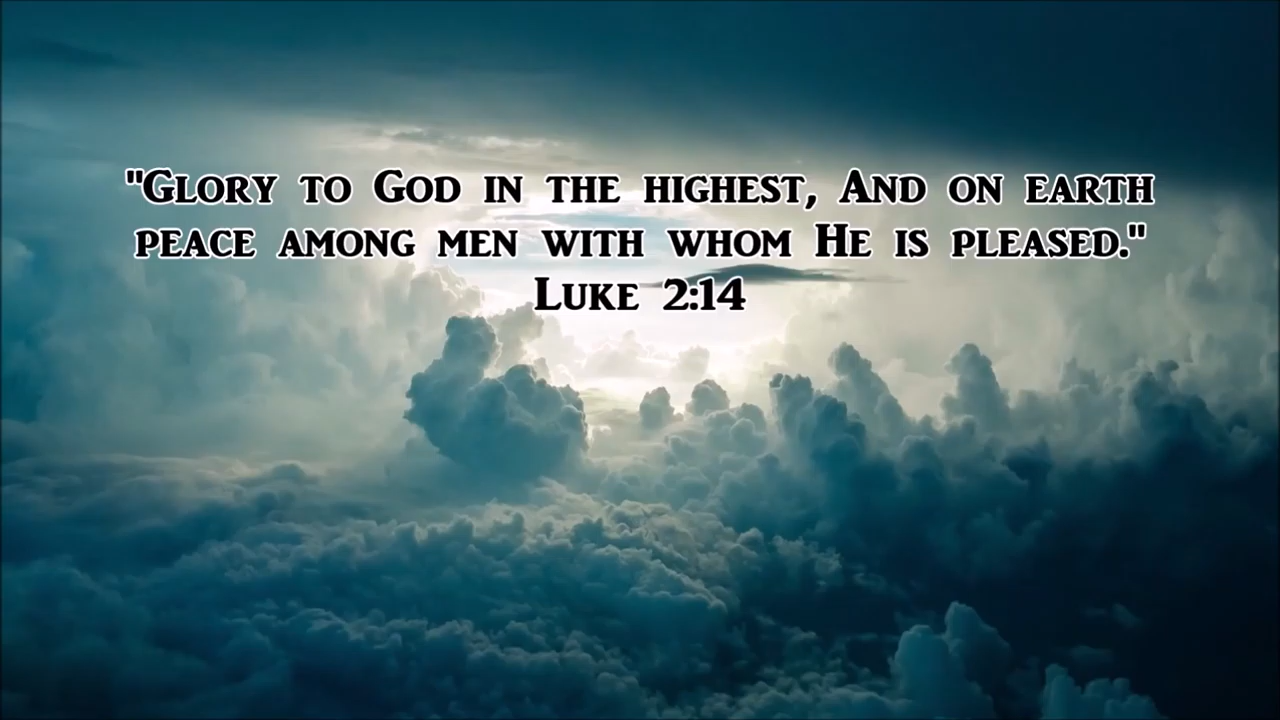 "Glory to God in the highest, And on earth
peace among men with whom He is pleased."
Luke 2:14